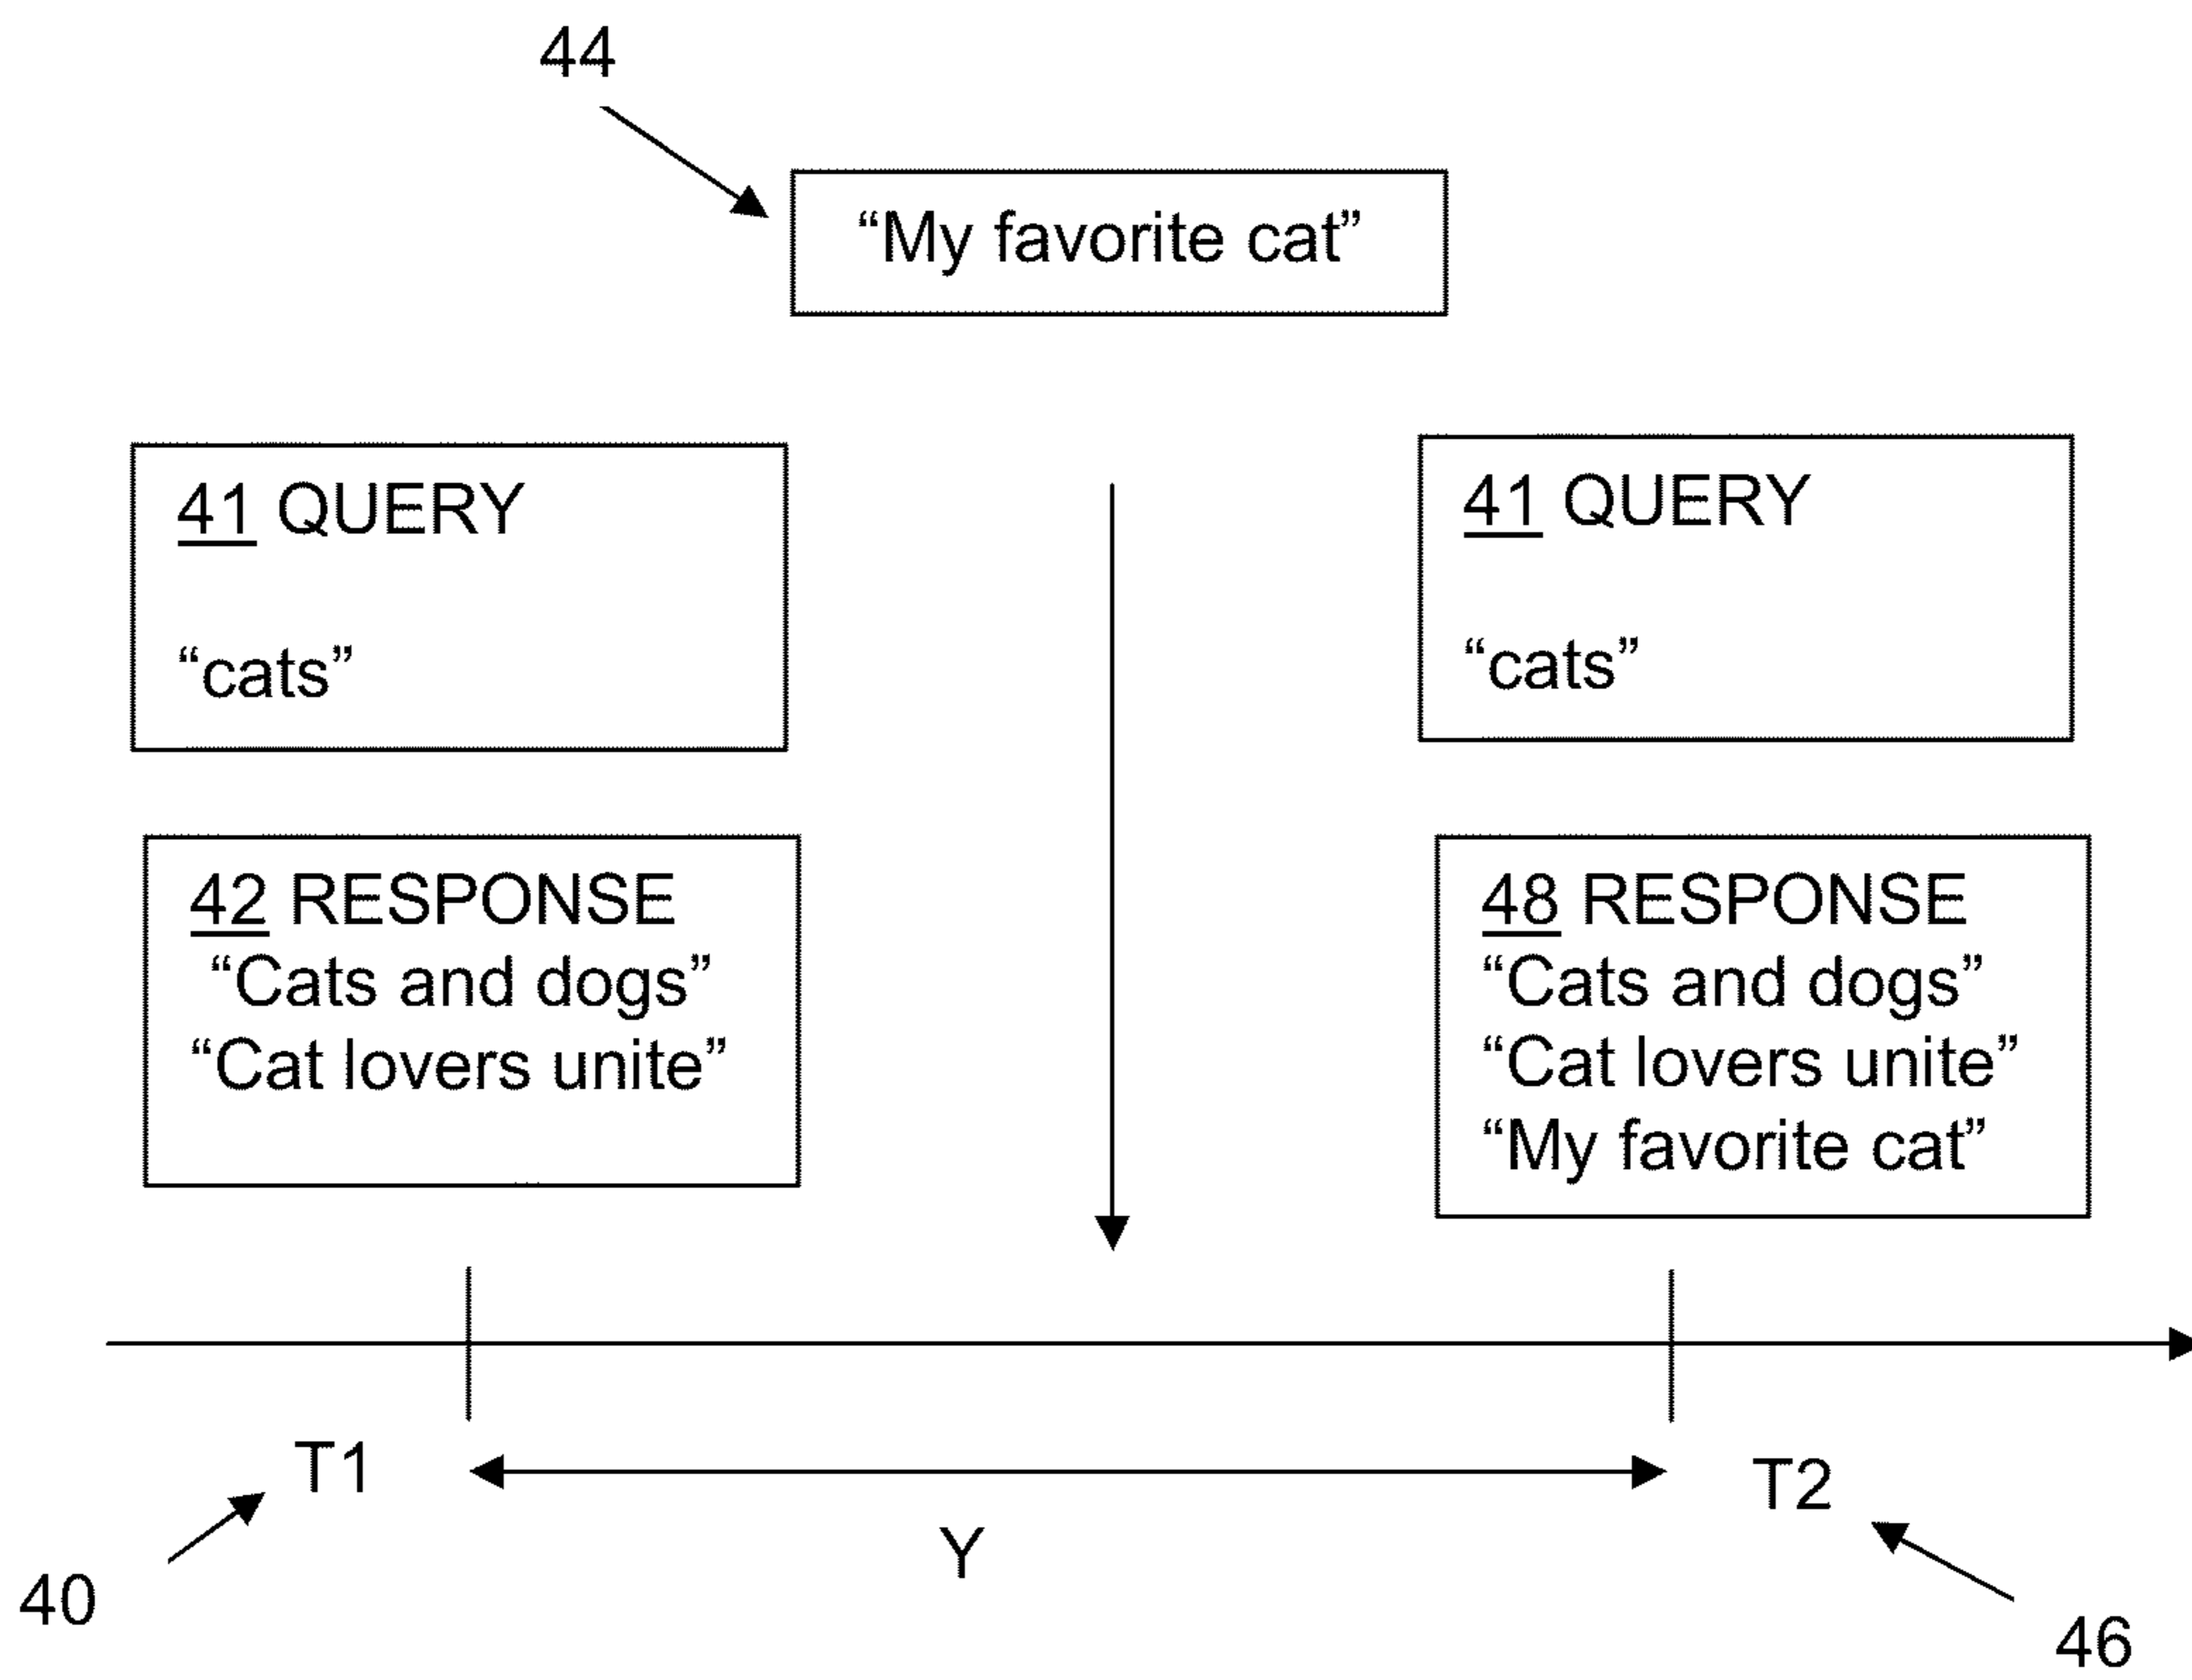 44
“My favorite cat”
41 QUERY
“cats”
41 QUERY
“cats”
42 RESPONSE
“Cats and dogs”
“Cat lovers unite”
48 RESPONSE
“Cats and dogs”
“Cat lovers unite”
“My favorite cat”
T1
T2
Y
40
46